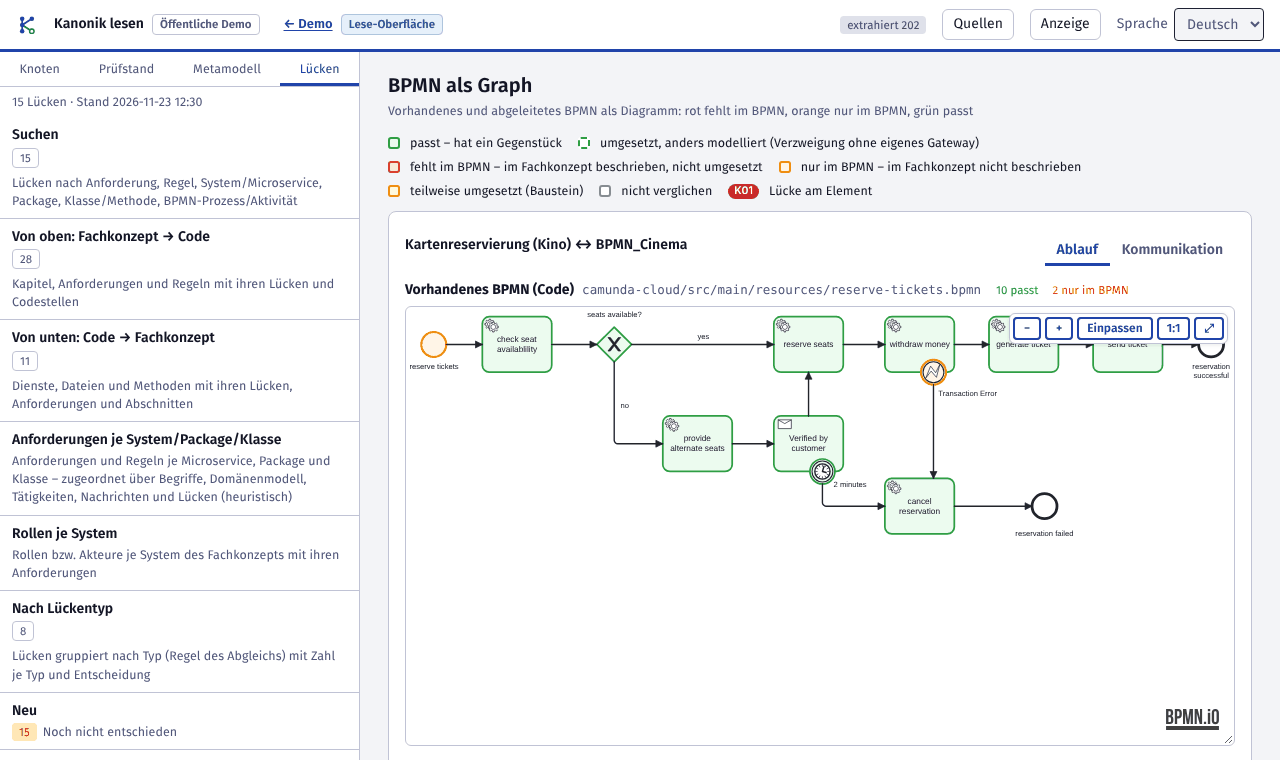 Kanonik lesen Öffentliche Demo ← Demo Lese-Oberfläche extrahiert 202 Quellen Anzeige Sprache Deutsch
Knoten Prüfstand Metamodell Lücken
15 Lücken · Stand 2026-11-23 12:30
Suchen
15
Lücken nach Anforderung, Regel, System/Microservice,
Package, Klasse/Methode, BPMN-Prozess/Aktivität
Von oben: Fachkonzept → Code
28
Kapitel, Anforderungen und Regeln mit ihren Lücken und
Codestellen
Von unten: Code → Fachkonzept
11
Dienste, Dateien und Methoden mit ihren Lücken,
Anforderungen und Abschnitten
Anforderungen je System/Package/Klasse
Anforderungen und Regeln je Microservice, Package und
Klasse – zugeordnet über Begriffe, Domänenmodell,
Tätigkeiten, Nachrichten und Lücken (heuristisch)
Rollen je System
Rollen bzw. Akteure je System des Fachkonzepts mit ihren
Anforderungen
Nach Lückentyp
8
Lücken gruppiert nach Typ (Regel des Abgleichs) mit Zahl
je Typ und Entscheidung
Neu
15 Noch nicht entschieden
BPMN als Graph
Vorhandenes und abgeleitetes BPMN als Diagramm: rot fehlt im BPMN, orange nur im BPMN, grün passt
passt – hat ein Gegenstück umgesetzt, anders modelliert (Verzweigung ohne eigenes Gateway)
fehlt im BPMN – im Fachkonzept beschrieben, nicht umgesetzt nur im BPMN – im Fachkonzept nicht beschrieben
teilweise umgesetzt (Baustein) nicht verglichen K01 Lücke am Element
Kartenreservierung (Kino) ↔ BPMN_Cinema Ablauf Kommunikation
Vorhandenes BPMN (Code) camunda-cloud/src/main/resources/reserve-tickets.bpmn 10 passt 2 nur im BPMN
− + Einpassen 1:1 ⤢
seats available?
check seat
availablility
yes
reserve seats
withdraw money
generate ticket
send ticket
reserve tickets
reservation
successful
Transaction Error
no
provide
alternate seats
Verified by
customer
2 minutes
cancel
reservation
reservation failed
BPMN.iO